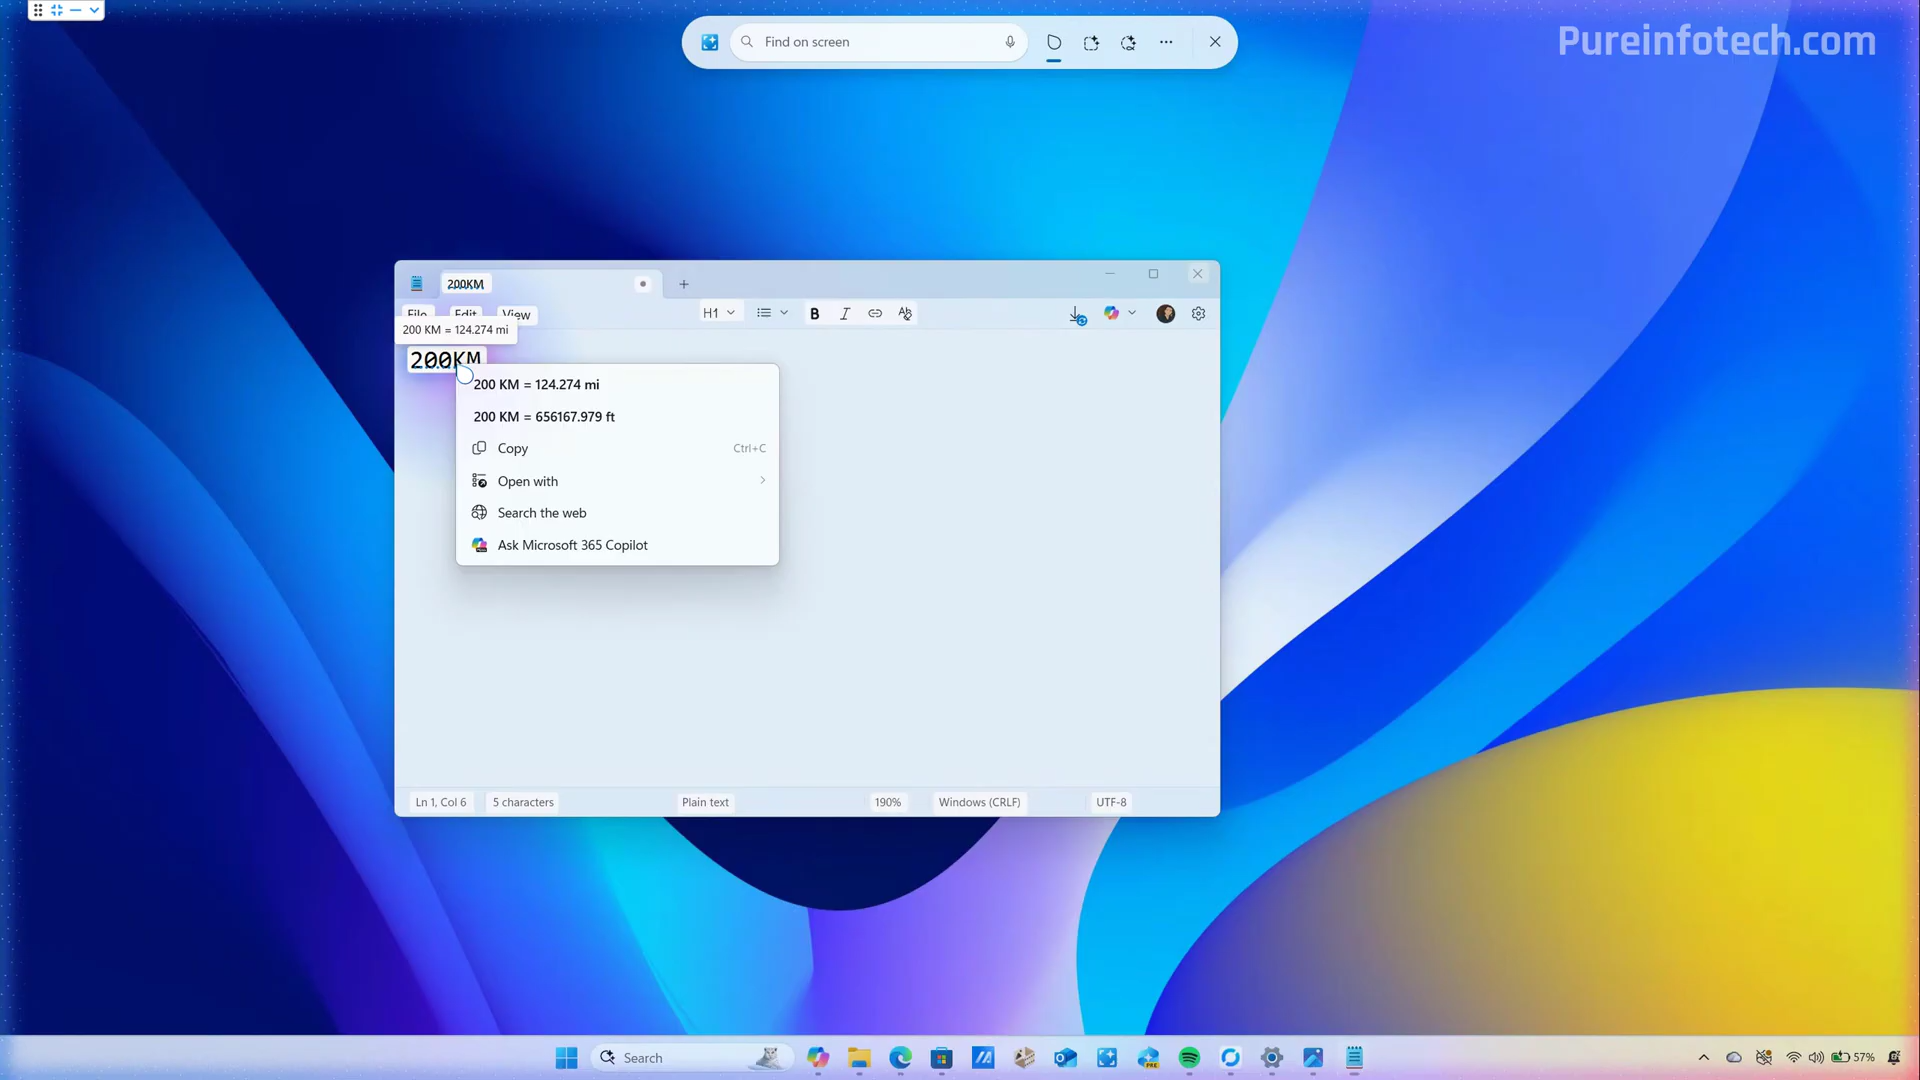 Find on screen
Pureinfotech.com
200KM
File Edit View
H1
200 KM = 124.274 mi
200KM
200 KM = 124.274 mi
200 KM = 656167.979 ft
Copy Ctrl+C
Open with
Search the web
Ask Microsoft 365 Copilot
Ln 1, Col 6 5 characters Plain text 190% Windows (CRLF) UTF-8
Search
PRE
57%